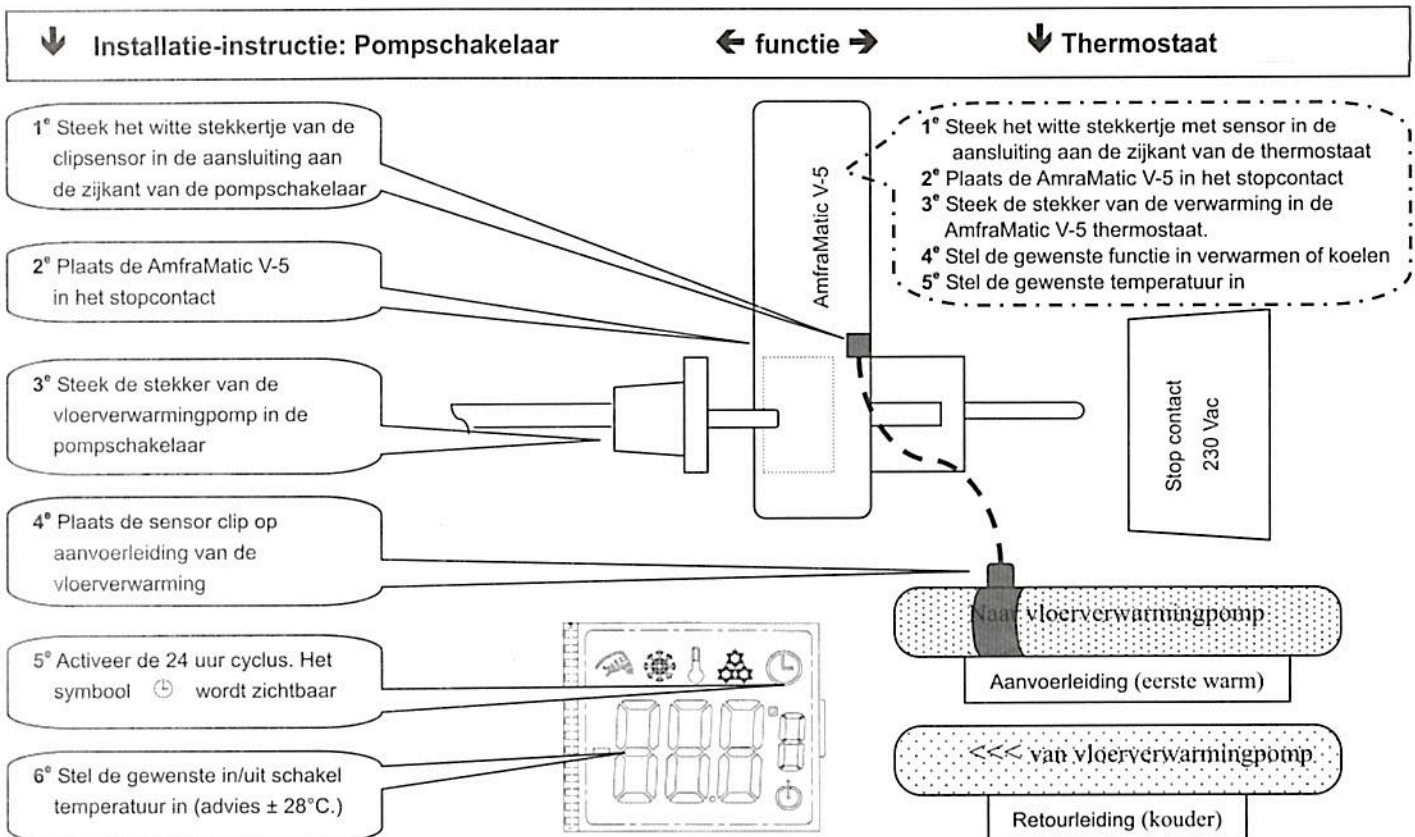 Installatie-instructie: Pompschakelaar ← functie → Thermostaat
1e Steek het witte stekkertje van de
clipsensor in de aansluiting aan
de zijkant van de pompschakelaar
2e Plaats de AmfraMatic V-5
in het stopcontact
3e Steek de stekker van de
vloerverwarmingpomp in de
pompschakelaar
4e Plaats de sensor clip op
aanvoerleiding van de
vloerverwarming
5e Activeer de 24 uur cyclus. Het
symbool wordt zichtbaar
6e Stel de gewenste in/uit schakel
temperatuur in (advies ± 28°C.)
AmfraMatic V-5
1e Steek het witte stekkertje met sensor in de
aansluiting aan de zijkant van de thermostaat
2e Plaats de AmraMatic V-5 in het stopcontact
3e Steek de stekker van de verwarming in de
AmfraMatic V-5 thermostaat.
4e Stel de gewenste functie in verwarmen of koelen
5e Stel de gewenste temperatuur in
Stop contact
230 Vac
Naar vloerverwarmingpomp
Aanvoerleiding (eerste warm)
<<< van vloerverwarmingpomp
Retourleiding (kouder)